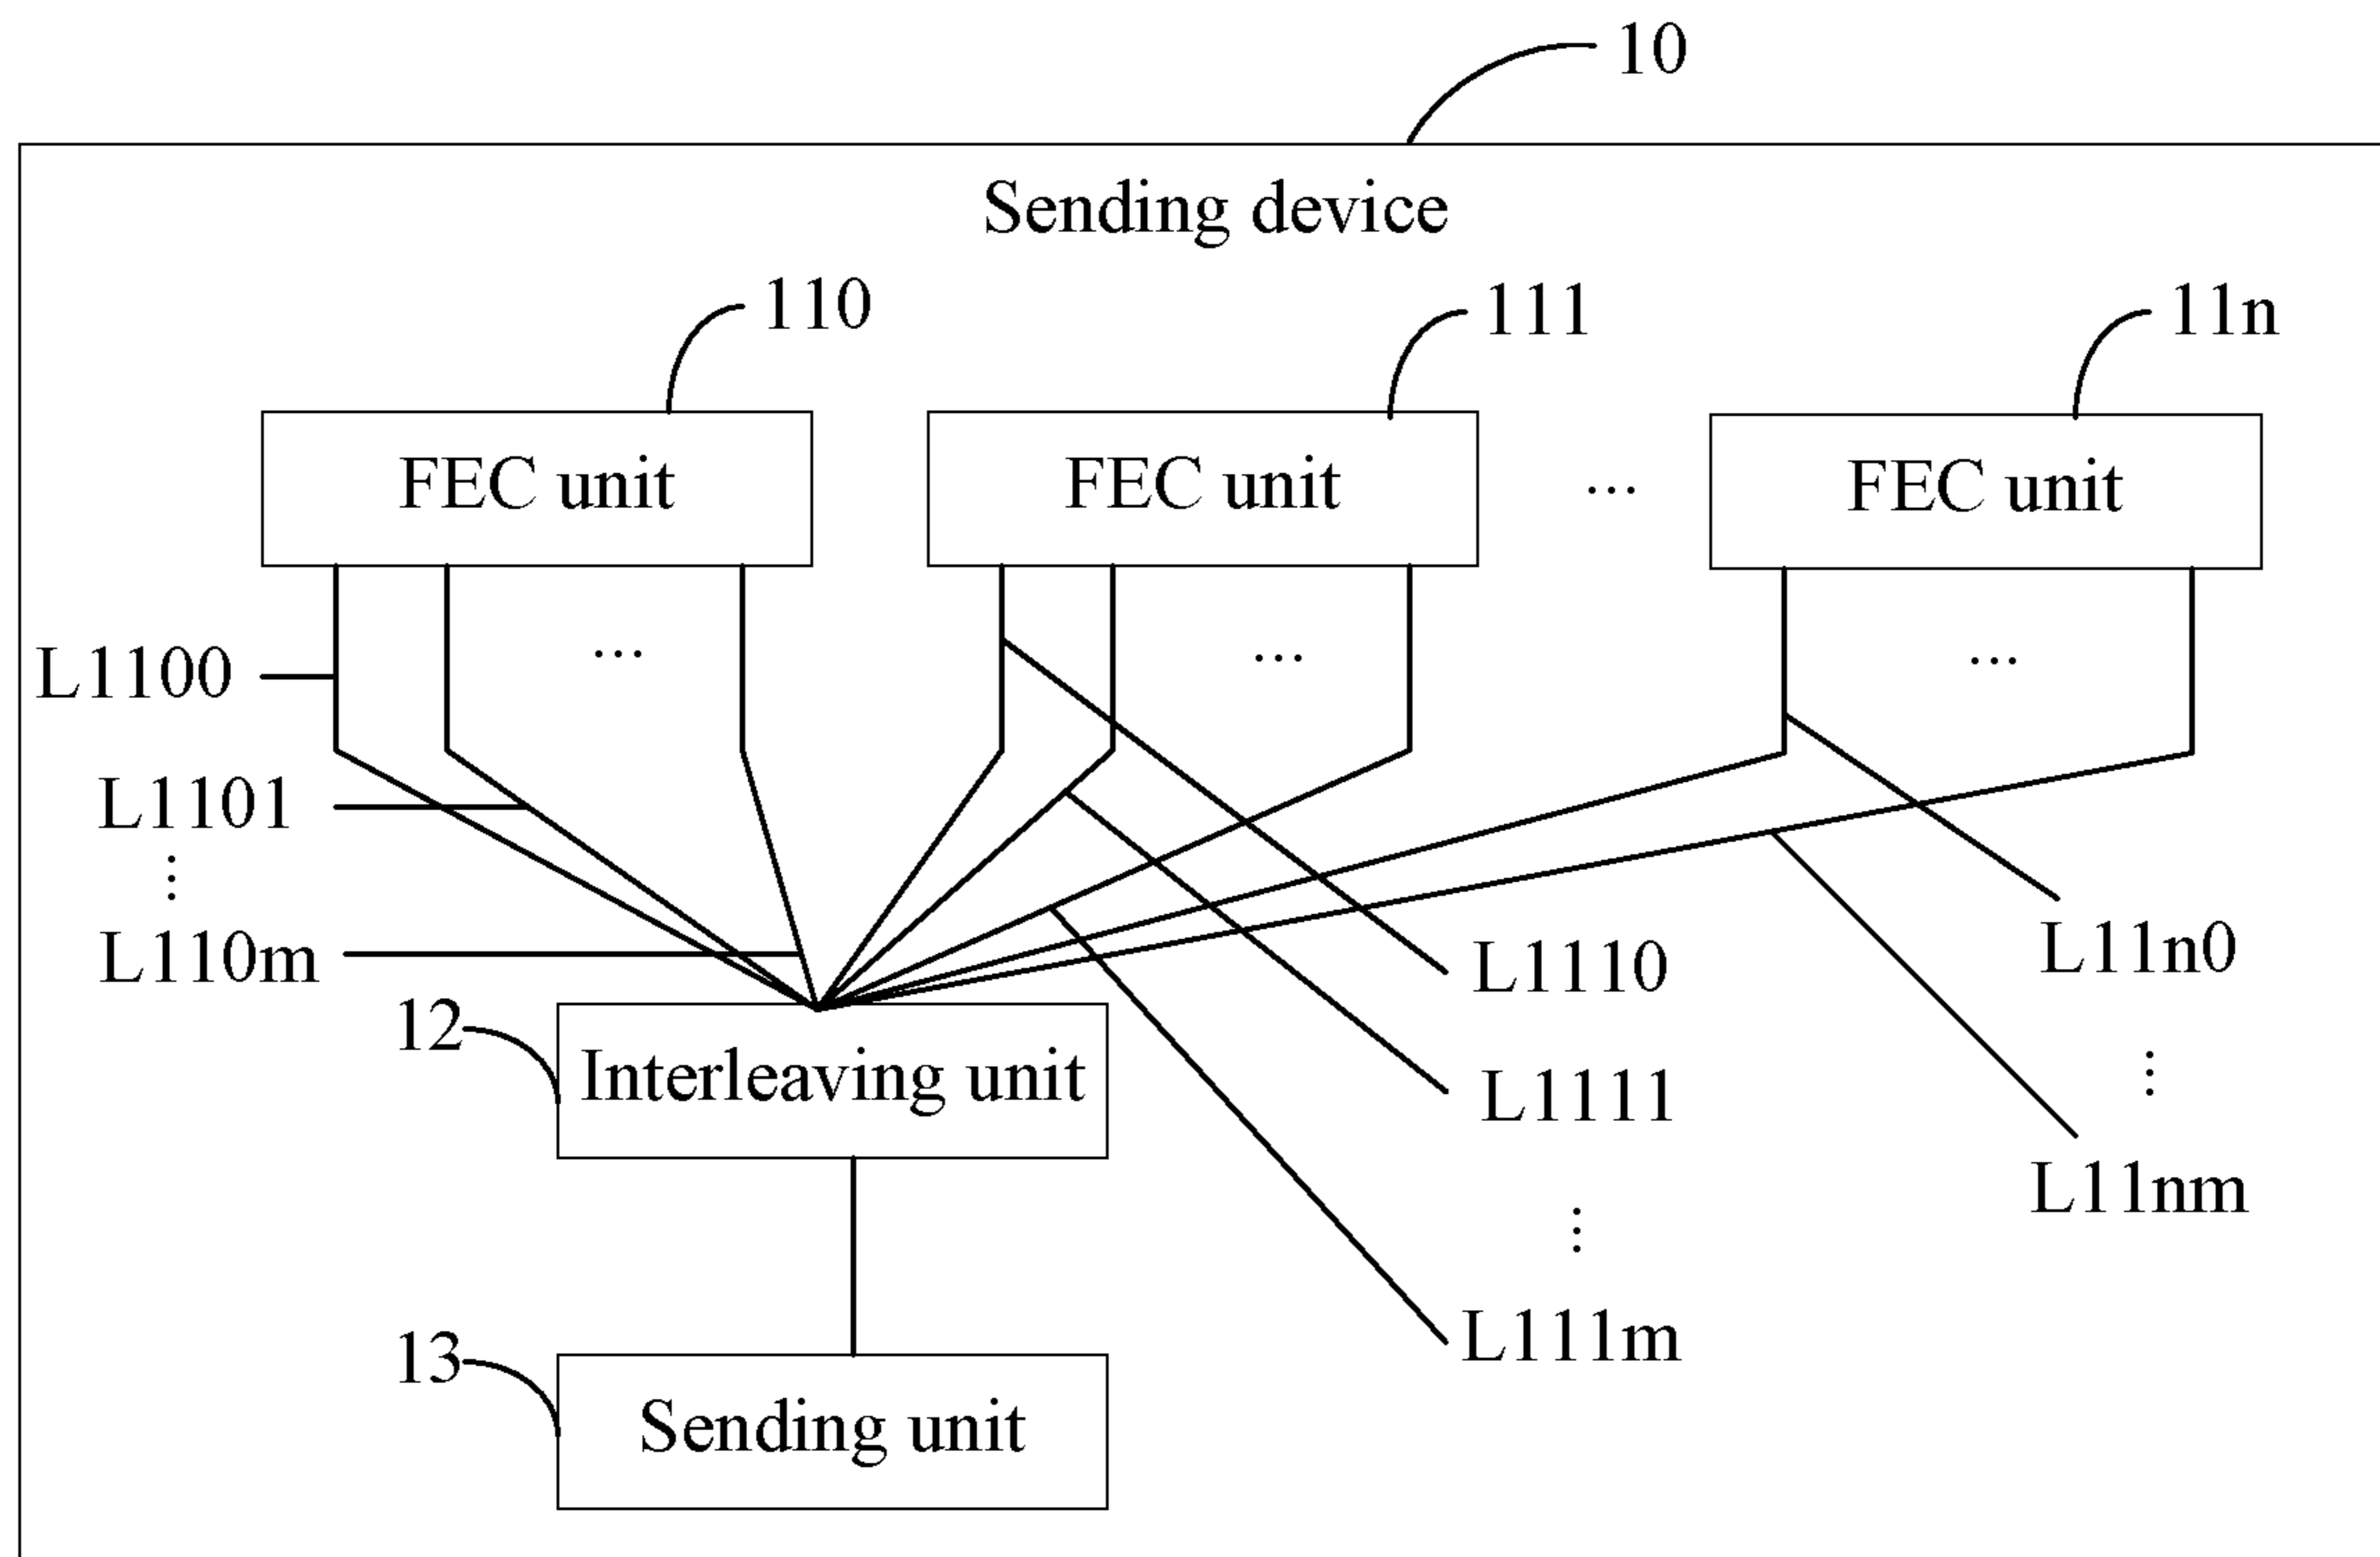 10
Sending device
110
111
11n
FEC unit
FEC unit
...
FEC unit
...
...
...
L1100
L1101
⋮
L110m
L1110
L11n0
12
Interleaving unit
L1111
⋮
L11nm
⋮
13
L111m
Sending unit